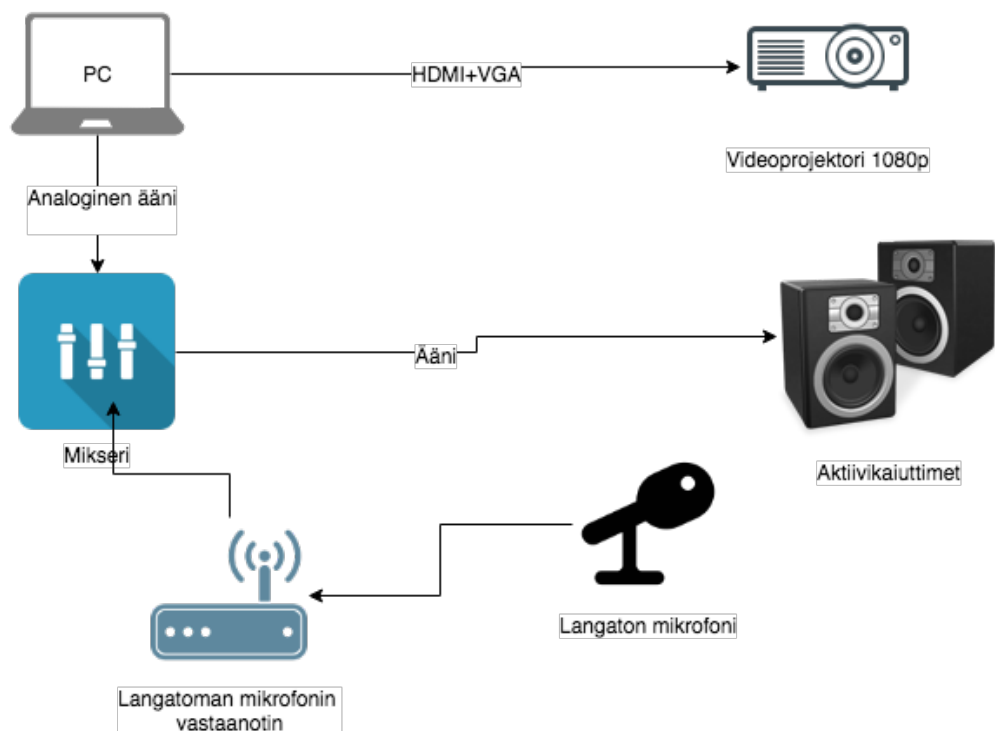 PC
HDMI+VGA
Videoprojektori 1080p
Analoginen ääni
Ääni
Mikseri
Aktiivikaiuttimet
Langaton mikrofoni
Langatoman mikrofonin
vastaanotin